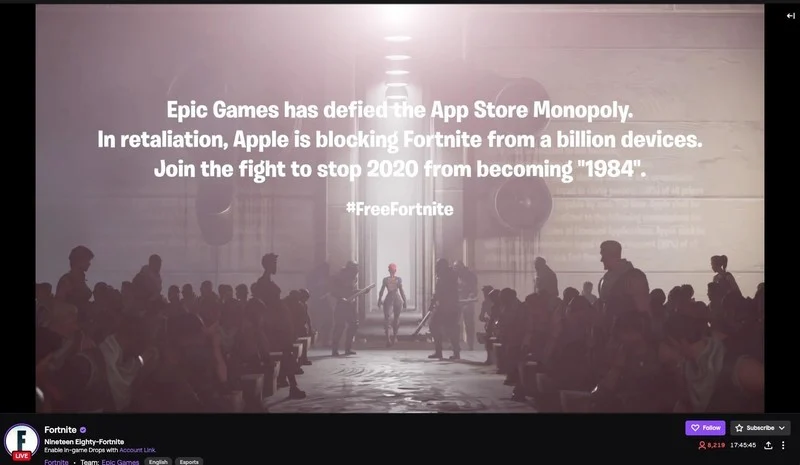 Epic Games has defied the App Store Monopoly.
In retaliation, Apple is blocking Fortnite from a billion devices.
Join the fight to stop 2020 from becoming "1984".
#FreeFortnite
Fortnite
Follow
Subscribe
Nineteen Eighty-Fortnite
8,219 17:45:45
Enable In-game Drops with Account Link.
LIVE
Fortnite • Team: Epic Games English Esports